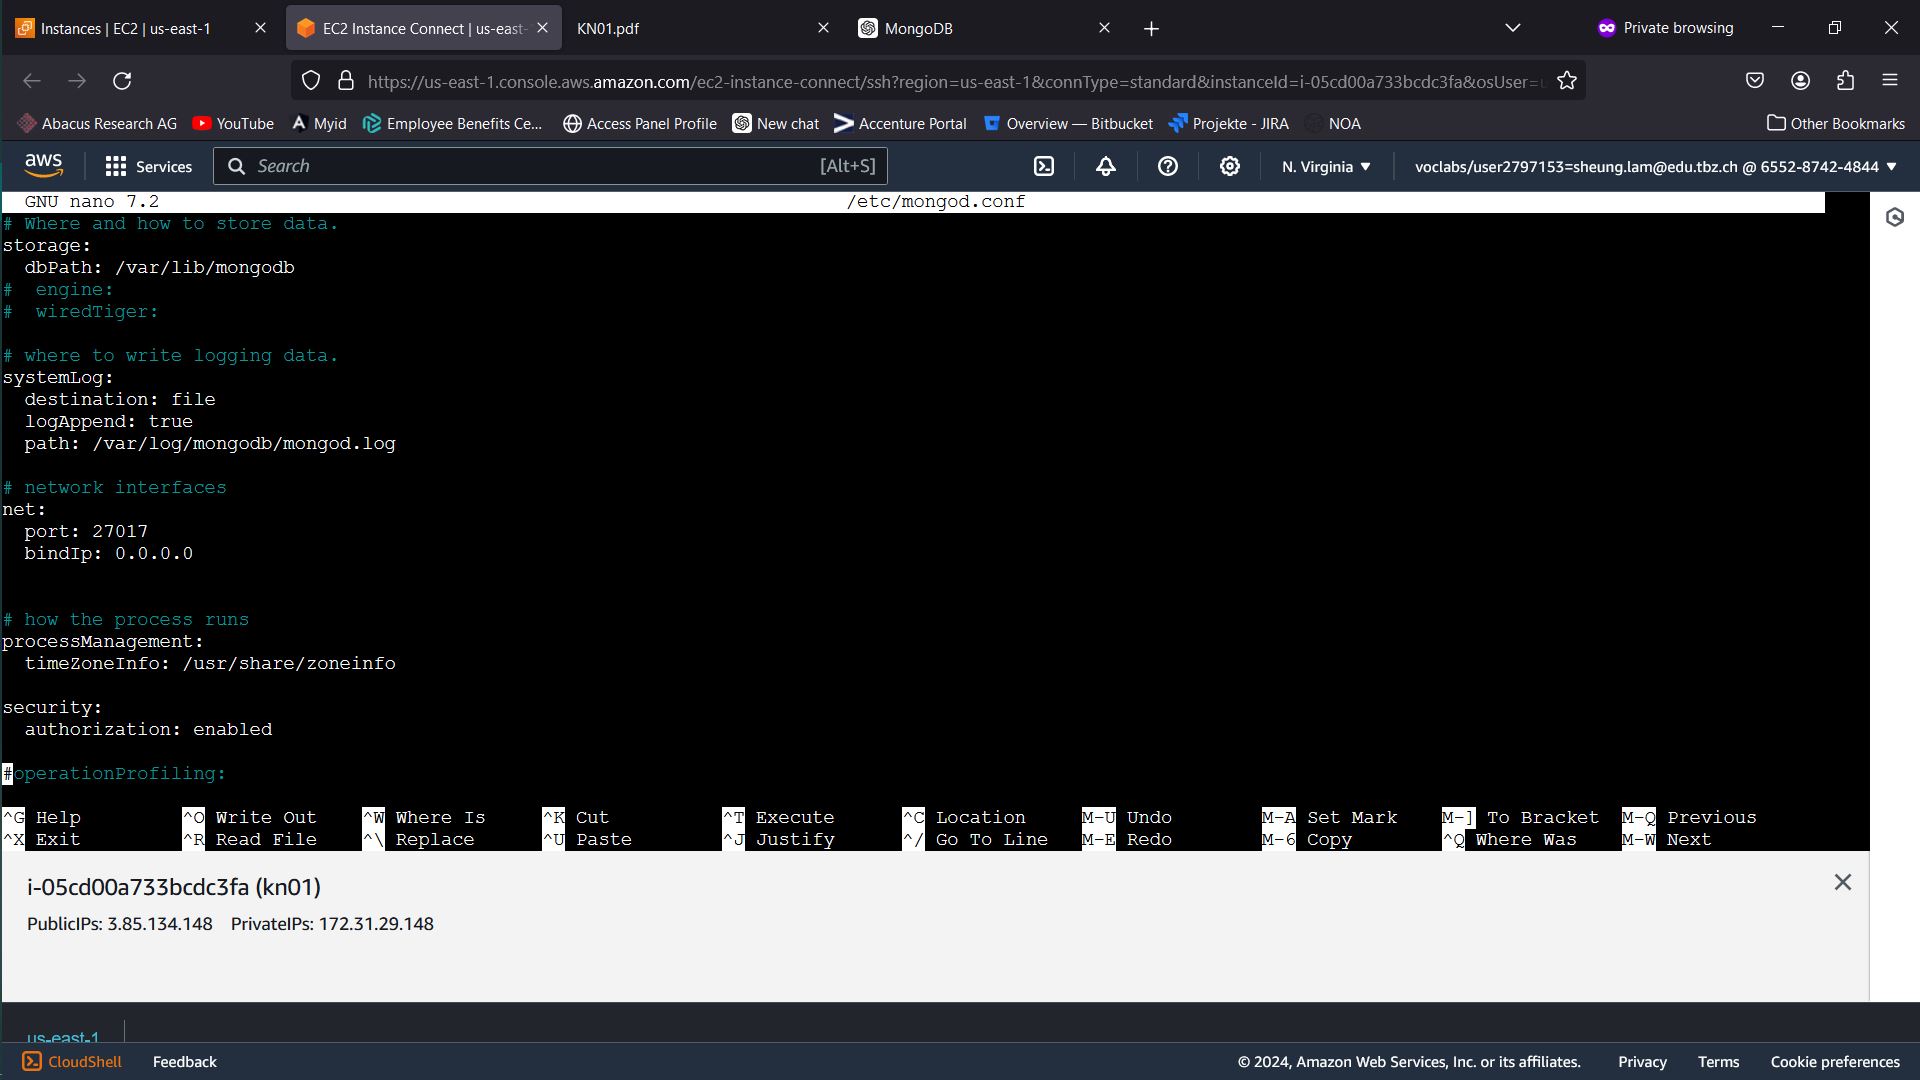 Instances | EC2 | us-east-1
EC2 Instance Connect | us-east-
KN01.pdf
MongoDB
Private browsing
https://us-east-1.console.aws.amazon.com/ec2-instance-connect/ssh?region=us-east-1&connType=standard&instanceId=i-05cd00a733bcdc3fa&osUser=u
Abacus Research AG YouTube Myid Employee Benefits Ce... Access Panel Profile New chat Accenture Portal Overview — Bitbucket Projekte - JIRA NOA Other Bookmarks
aws Services Search [Alt+S] N. Virginia voclabs/user2797153=sheung.lam@edu.tbz.ch @ 6552-8742-4844
GNU nano 7.2 /etc/mongod.conf
# Where and how to store data.
storage:
  dbPath: /var/lib/mongodb
#  engine:
#  wiredTiger:
# where to write logging data.
systemLog:
  destination: file
  logAppend: true
  path: /var/log/mongodb/mongod.log
# network interfaces
net:
  port: 27017
  bindIp: 0.0.0.0
# how the process runs
processManagement:
  timeZoneInfo: /usr/share/zoneinfo
security:
  authorization: enabled
#operationProfiling:
^G Help ^O Write Out ^W Where Is ^K Cut ^T Execute ^C Location M-U Undo M-A Set Mark M-] To Bracket M-Q Previous
^X Exit ^R Read File ^\ Replace ^U Paste ^J Justify ^/ Go To Line M-E Redo M-6 Copy ^Q Where Was M-W Next
i-05cd00a733bcdc3fa (kn01)
PublicIPs: 3.85.134.148 PrivateIPs: 172.31.29.148
us-east-1
CloudShell Feedback © 2024, Amazon Web Services, Inc. or its affiliates. Privacy Terms Cookie preferences